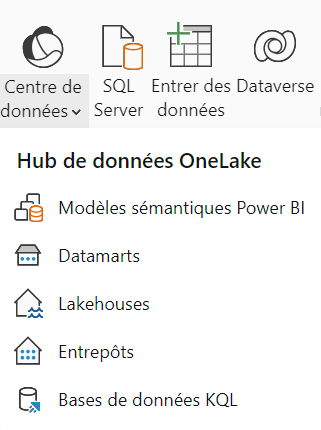 Centre de données
SQL Server
Entrer des données
Dataverse
Hub de données OneLake
Modèles sémantiques Power BI
Datamarts
Lakehouses
Entrepôts
Bases de données KQL